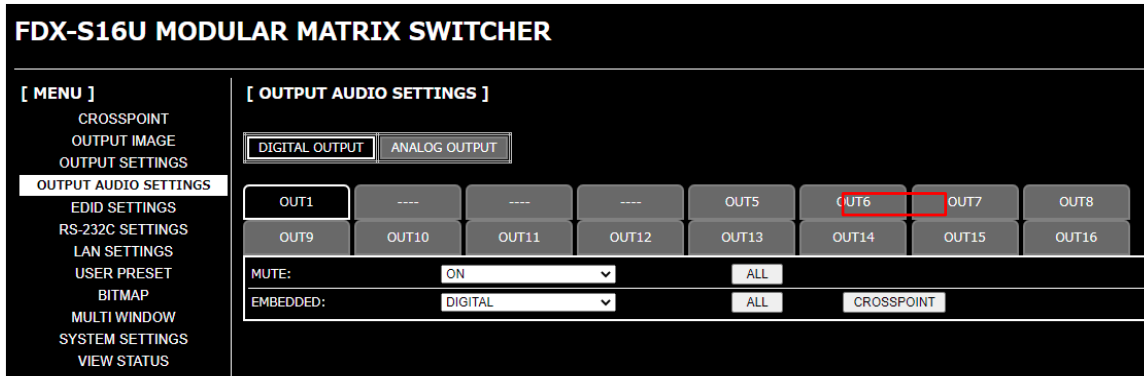 FDX-S16U MODULAR MATRIX SWITCHER
[ MENU ]
CROSSPOINT
OUTPUT IMAGE
OUTPUT SETTINGS
OUTPUT AUDIO SETTINGS
EDID SETTINGS
RS-232C SETTINGS
LAN SETTINGS
USER PRESET
BITMAP
MULTI WINDOW
SYSTEM SETTINGS
VIEW STATUS
[ OUTPUT AUDIO SETTINGS ]
DIGITAL OUTPUT ANALOG OUTPUT
OUT1 ---- ---- ---- OUT5 OUT6 OUT7 OUT8
OUT9 OUT10 OUT11 OUT12 OUT13 OUT14 OUT15 OUT16
MUTE: ON ALL
EMBEDDED: DIGITAL ALL CROSSPOINT